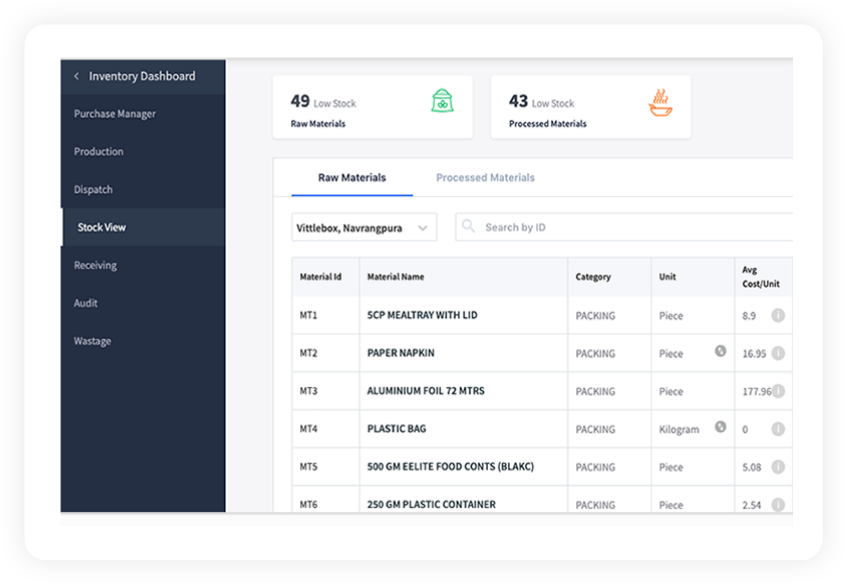 Inventory Dashboard
Purchase Manager
Production
Dispatch
Stock View
Receiving
Audit
Wastage
49 Low Stock
Raw Materials
43 Low Stock
Processed Materials
Raw Materials Processed Materials
Vittlebox, Navrangpura Search by ID
Material Id Material Name Category Unit Avg Cost/Unit
MT1 5CP MEALTRAY WITH LID PACKING Piece 8.9
MT2 PAPER NAPKIN PACKING Piece 16.95
MT3 ALUMINIUM FOIL 72 MTRS PACKING Piece 177.96
MT4 PLASTIC BAG PACKING Kilogram 0
MT5 500 GM EELITE FOOD CONTS (BLAKC) PACKING Piece 5.08
MT6 250 GM PLASTIC CONTAINER PACKING Piece 2.54